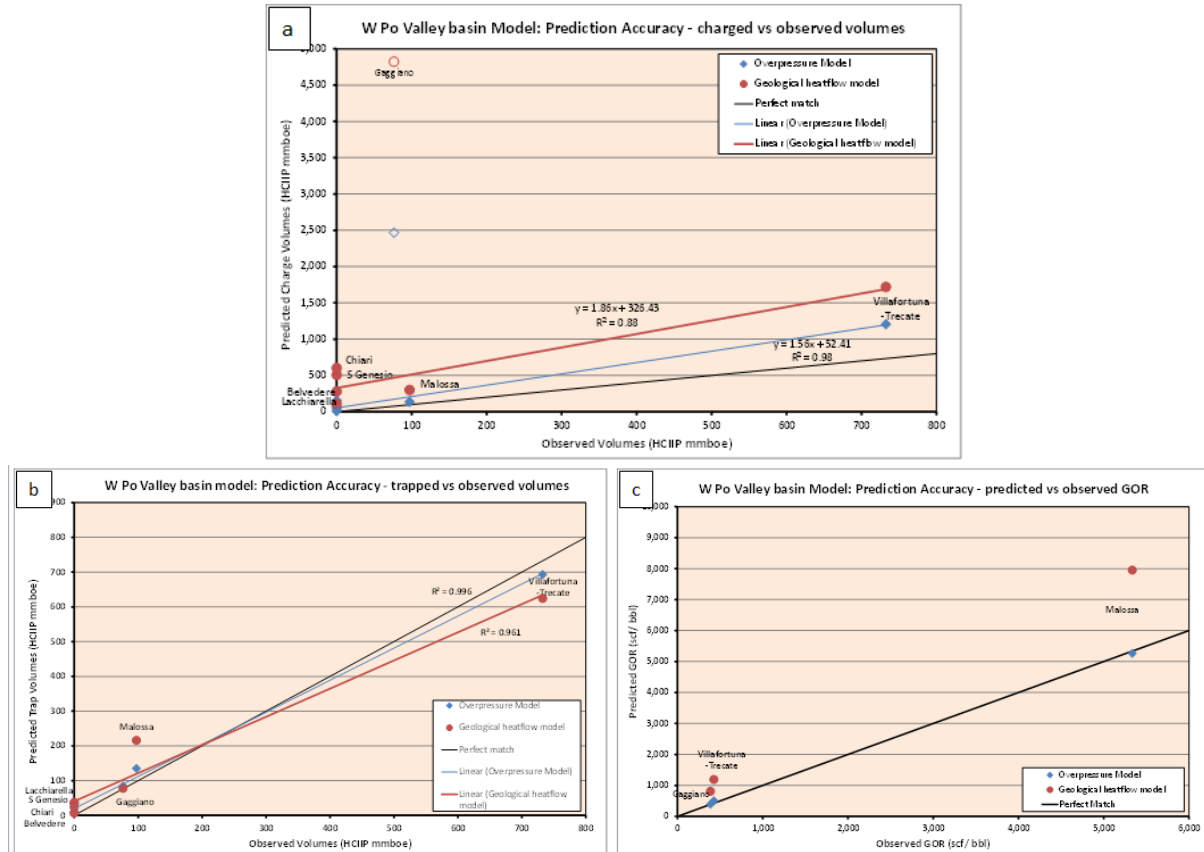 a
W Po Valley basin Model: Prediction Accuracy - charged vs observed volumes
Predicted Charge Volumes (HCIIP mmboe)
5,000
4,500
4,000
3,500
3,000
2,500
2,000
1,500
1,000
500
0
Gaggiano
Overpressure Model
Geological heatflow model
Perfect match
Linear (Overpressure Model)
Linear (Geological heatflow model)
y = 1.86x + 326.43
R² = 0.88
Villafortuna
-Trecate
y = 1.56x + 52.41
R² = 0.98
Chiari
S Genesio
Belvedere
Lacchiarella
Malossa
0 100 200 300 400 500 600 700 800
Observed Volumes (HCIIP mmboe)
b
W Po Valley basin model: Prediction Accuracy - trapped vs observed volumes
Predicted Trap Volumes (HCIIP mmboe)
900
800
700
600
500
400
300
200
100
0
R² = 0.996
Villafortuna
-Trecate
R² = 0.961
Malossa
Gaggiano
Lacchiarella
S Genesio
Chiari
Belvedere
Overpressure Model
Geological heatflow model
Perfect match
Linear (Overpressure Model)
Linear (Geological heatflow
model)
0 100 200 300 400 500 600 700 800
Observed Volumes (HCIIP mmboe)
c
W Po Valley basin Model: Prediction Accuracy - predicted vs observed GOR
Predicted GOR (scf/ bbl)
10,000
9,000
8,000
7,000
6,000
5,000
4,000
3,000
2,000
1,000
0
Malossa
Villafortuna
-Trecate
Gaggiano
Overpressure Model
Geological heatflow model
Perfect Match
0 1,000 2,000 3,000 4,000 5,000 6,000
Observed GOR (scf/ bbl)